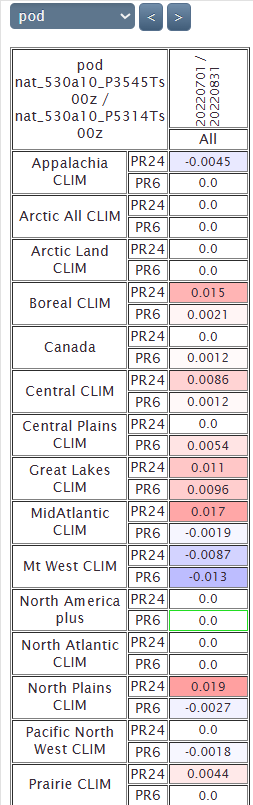 pod
<
>
pod
nat_530a10_P3545Ts
00z /
nat_530a10_P5314Ts
00z
20220701 /
20220831
All
Appalachia
CLIM
PR24 -0.0045
PR6 0.0
Arctic All CLIM
PR24 0.0
PR6 0.0
Arctic Land
CLIM
PR24 0.0
PR6 0.0
Boreal CLIM
PR24 0.015
PR6 0.0021
Canada
PR24 0.0
PR6 0.0012
Central CLIM
PR24 0.0086
PR6 0.0012
Central Plains
CLIM
PR24 0.0
PR6 0.0054
Great Lakes
CLIM
PR24 0.011
PR6 0.0096
MidAtlantic
CLIM
PR24 0.017
PR6 -0.0019
Mt West CLIM
PR24 -0.0087
PR6 -0.013
North America
plus
PR24 0.0
PR6 0.0
North Atlantic
CLIM
PR24 0.0
PR6 0.0
North Plains
CLIM
PR24 0.019
PR6 -0.0027
Pacific North
West CLIM
PR24 0.0
PR6 -0.0018
Prairie CLIM
PR24 0.0044
PR6 0.0